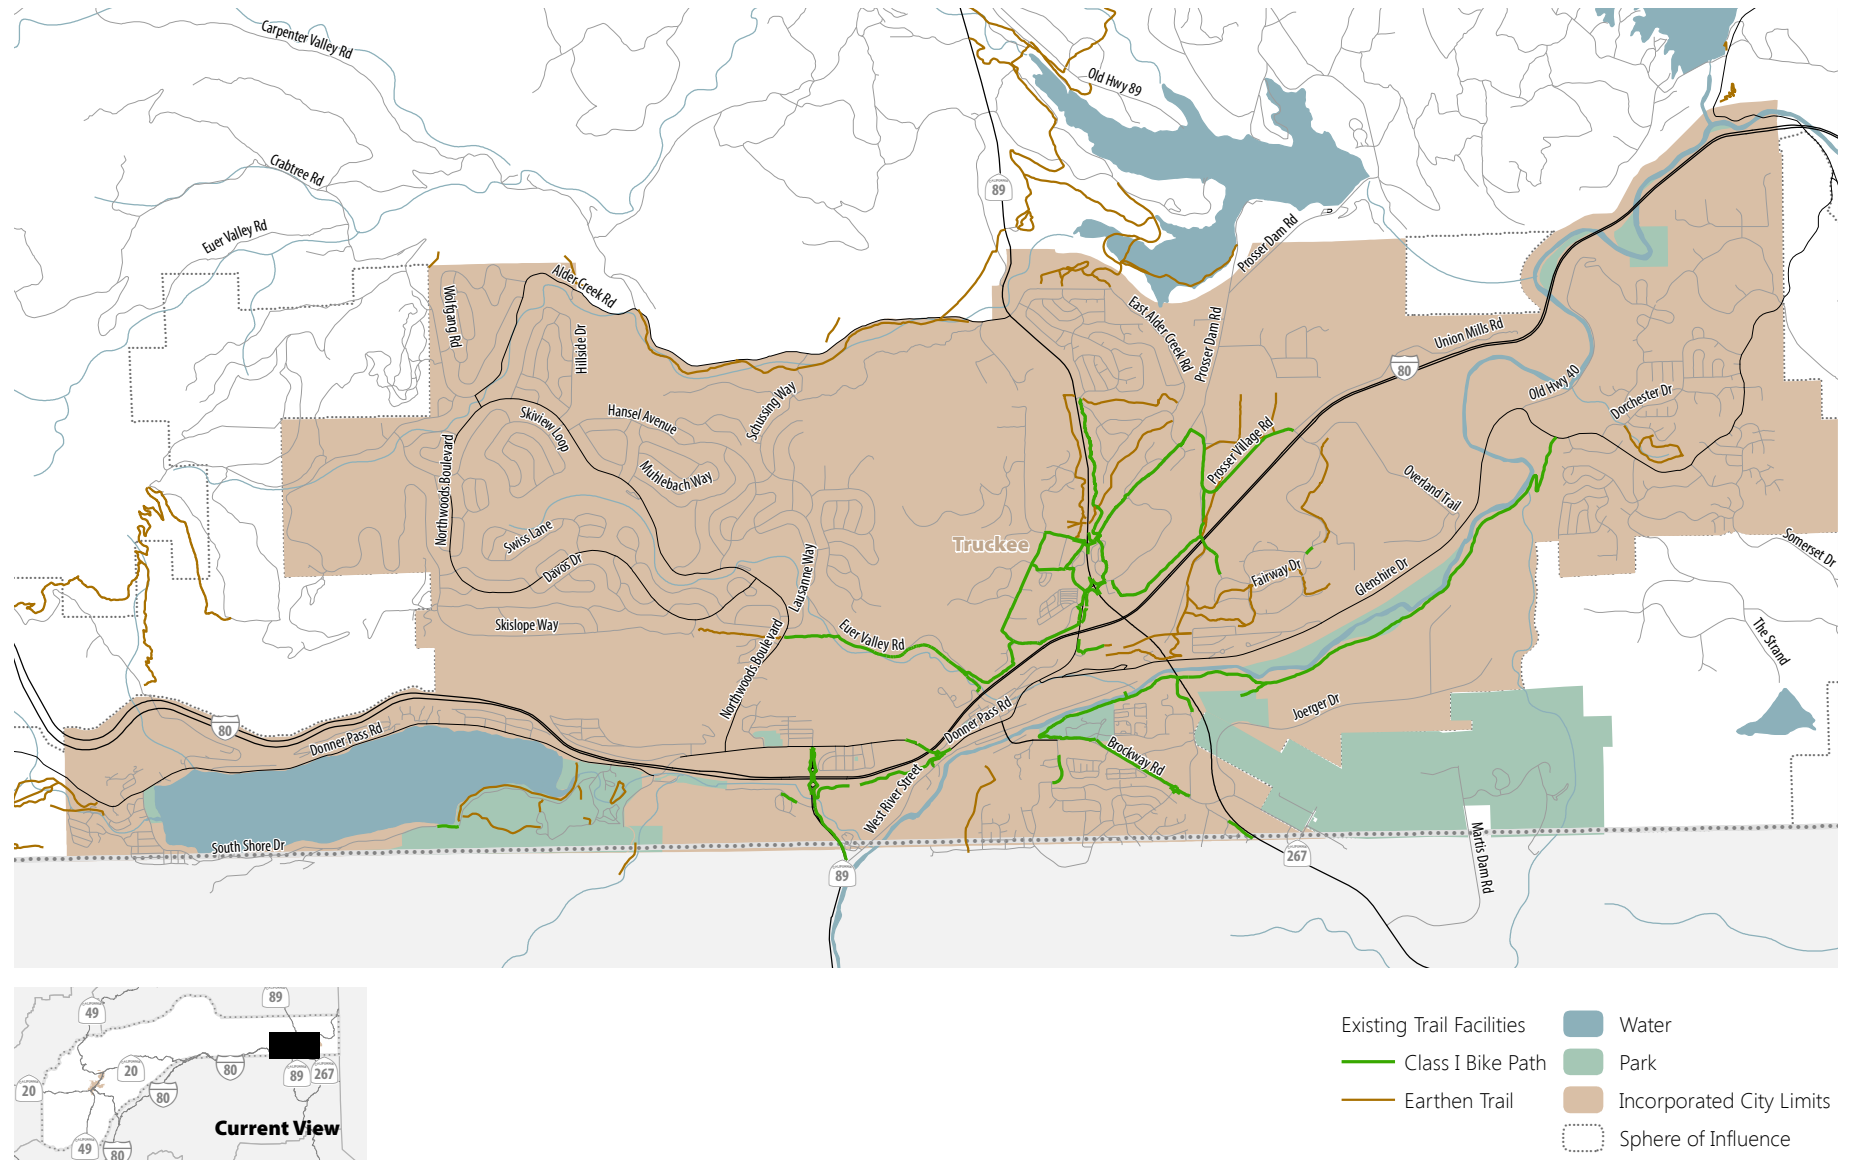 Carpenter Valley Rd
Old Hwy 89
Crabtree Rd
89
Euer Valley Rd
Prosser Dam Rd
Alder Creek Rd
Wolfgang Rd
Hillside Dr
East Alder Creek Rd
Prosser Dam Rd
Union Mills Rd
80
Old Hwy 40
Dorchester Dr
Schussing Way
Hansel Avenue
Skiview Loop
Prosser Village Rd
Northwoods Boulevard
Muhlebach Way
Overland Trail
Swiss Lane
Truckee
Somerset Dr
Davos Dr
Lausanne Way
Fairway Dr
Glenshire Dr
Skislope Way
Euer Valley Rd
The Strand
Northwoods Boulevard
Joerger Dr
Donner Pass Rd
80
Donner Pass Rd
Brockway Rd
West River Street
South Shore Dr
Martis Dam Rd
267
89
89
49
20
80
89
267
20
80
Current View
49
80
Existing Trail Facilities
Class I Bike Path
Earthen Trail
Water
Park
Incorporated City Limits
Sphere of Influence